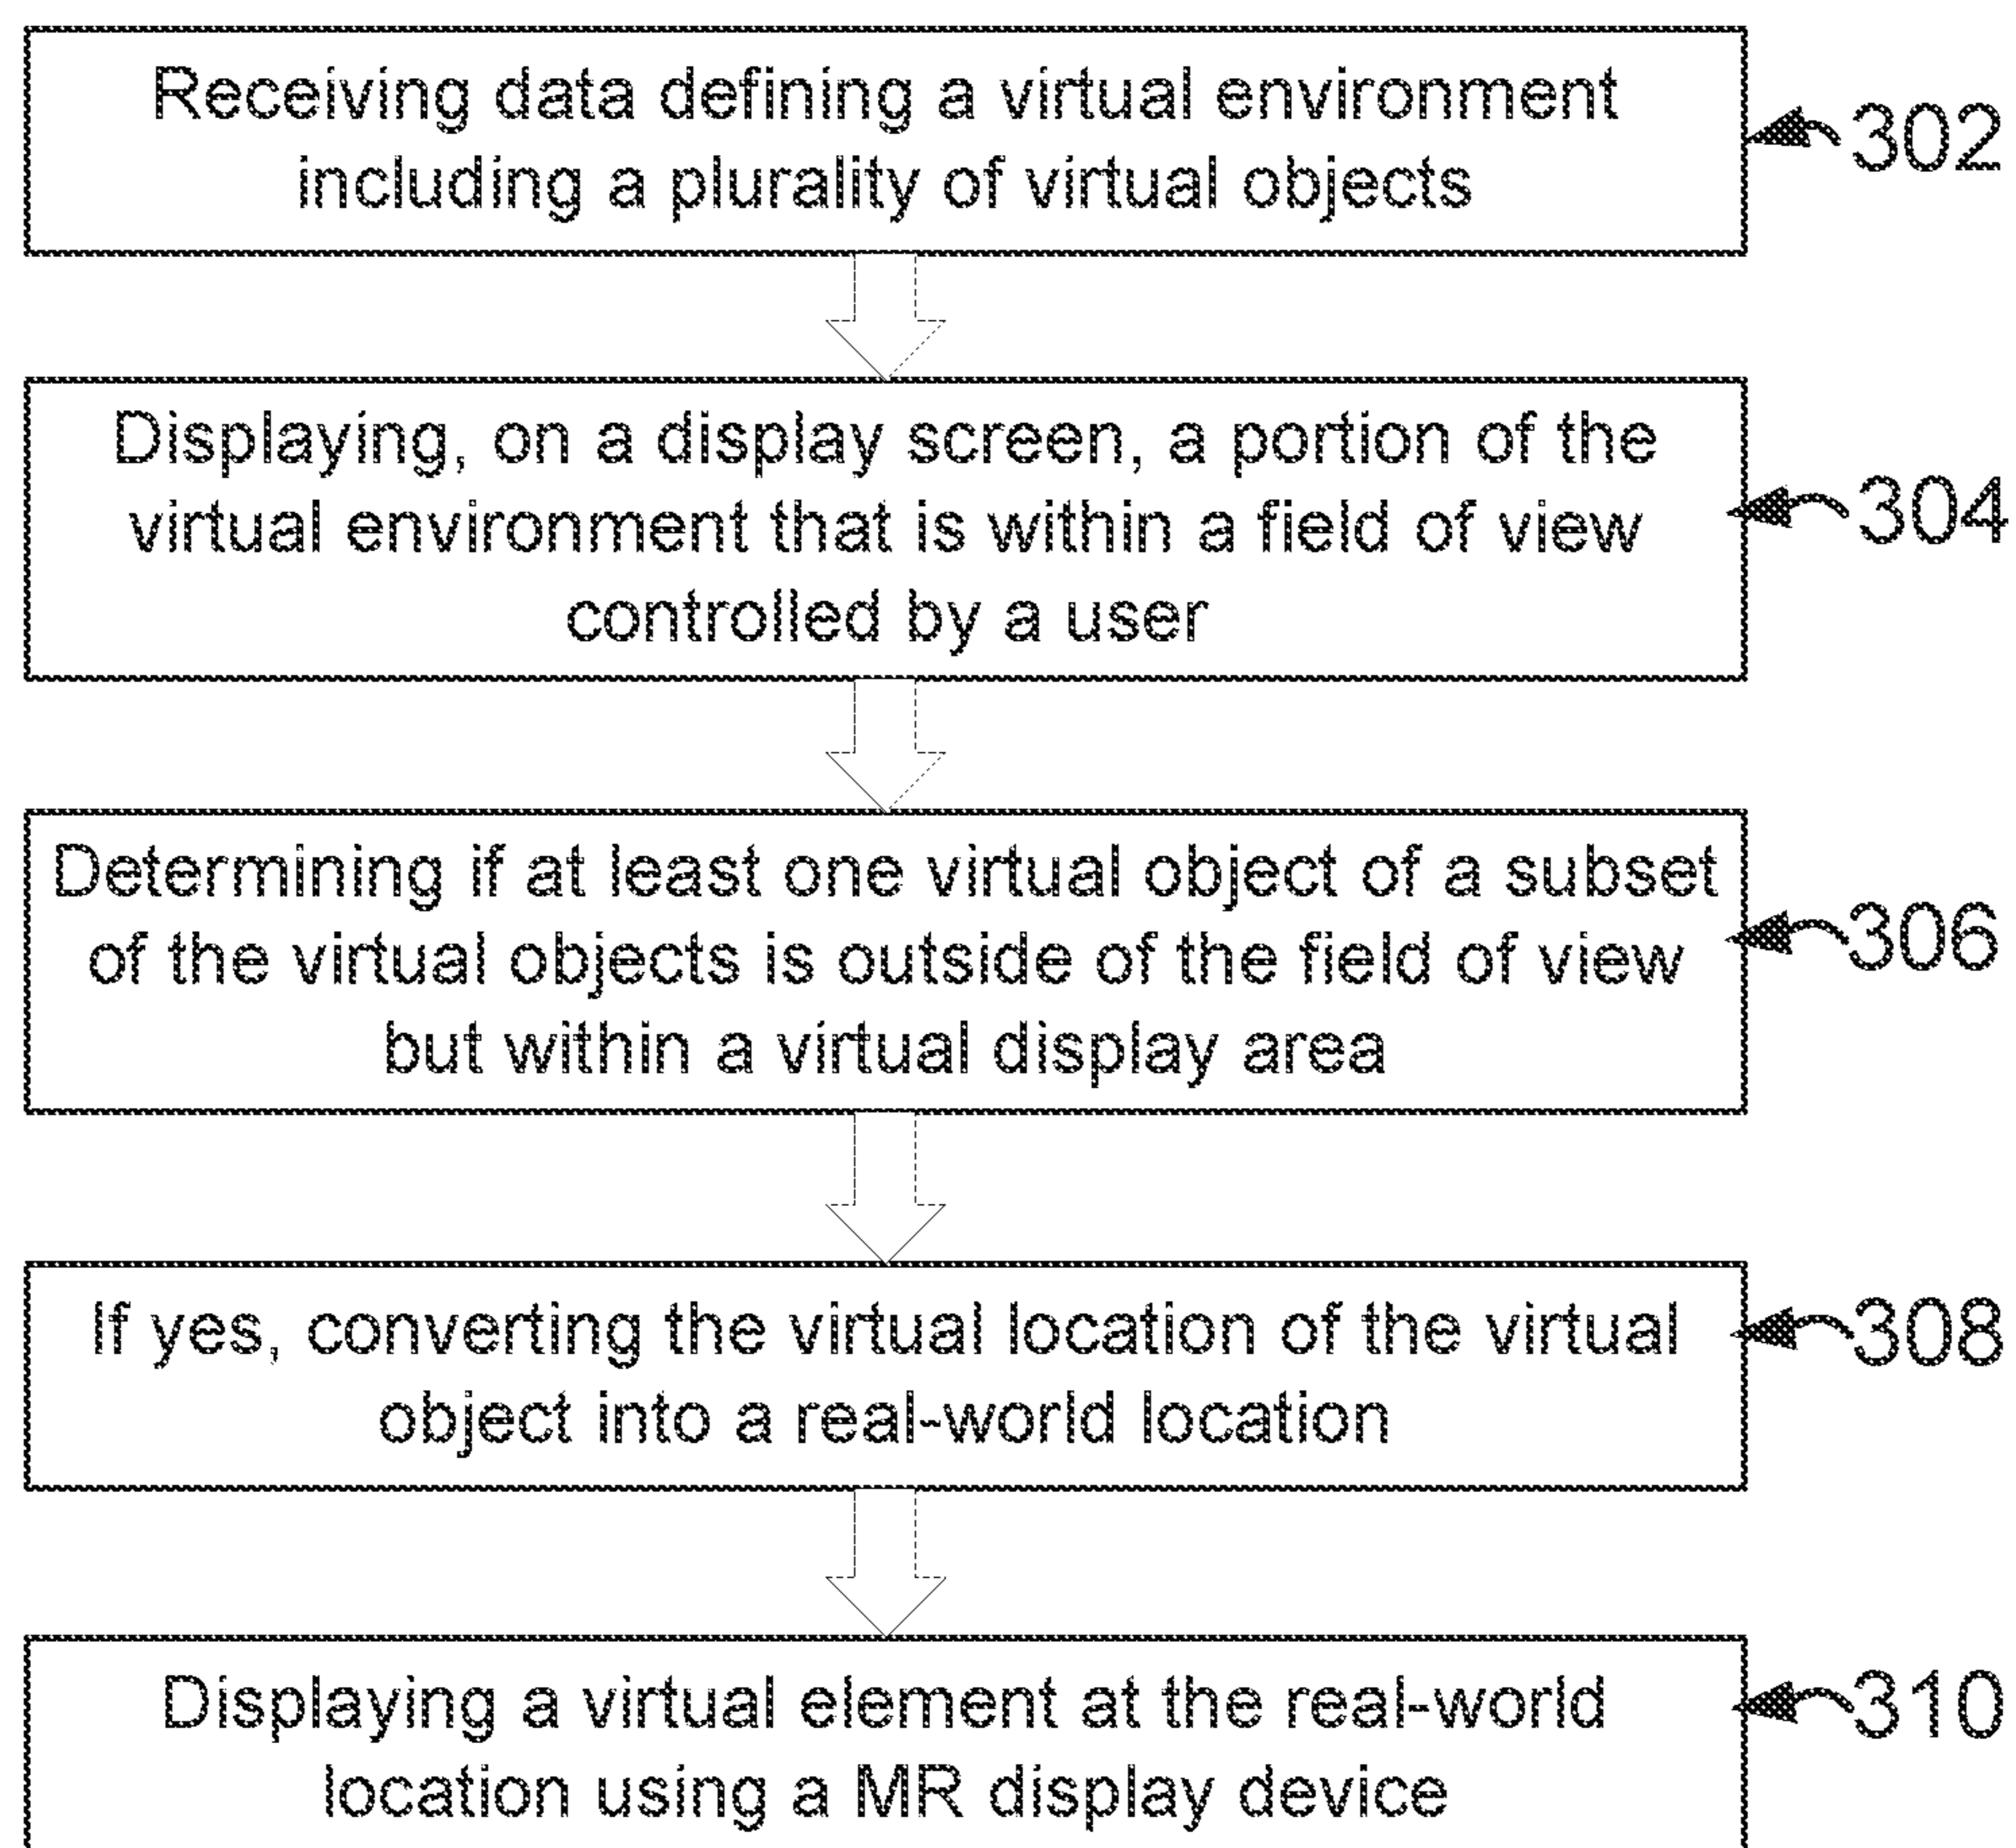 Receiving data defining a virtual environment
including a plurality of virtual objects
302
Displaying, on a display screen, a portion of the
virtual environment that is within a field of view
controlled by a user
304
Determining if at least one virtual object of a subset
of the virtual objects is outside of the field of view
but within a virtual display area
306
If yes, converting the virtual location of the virtual
object into a real-world location
308
Displaying a virtual element at the real-world
location using a MR display device
310